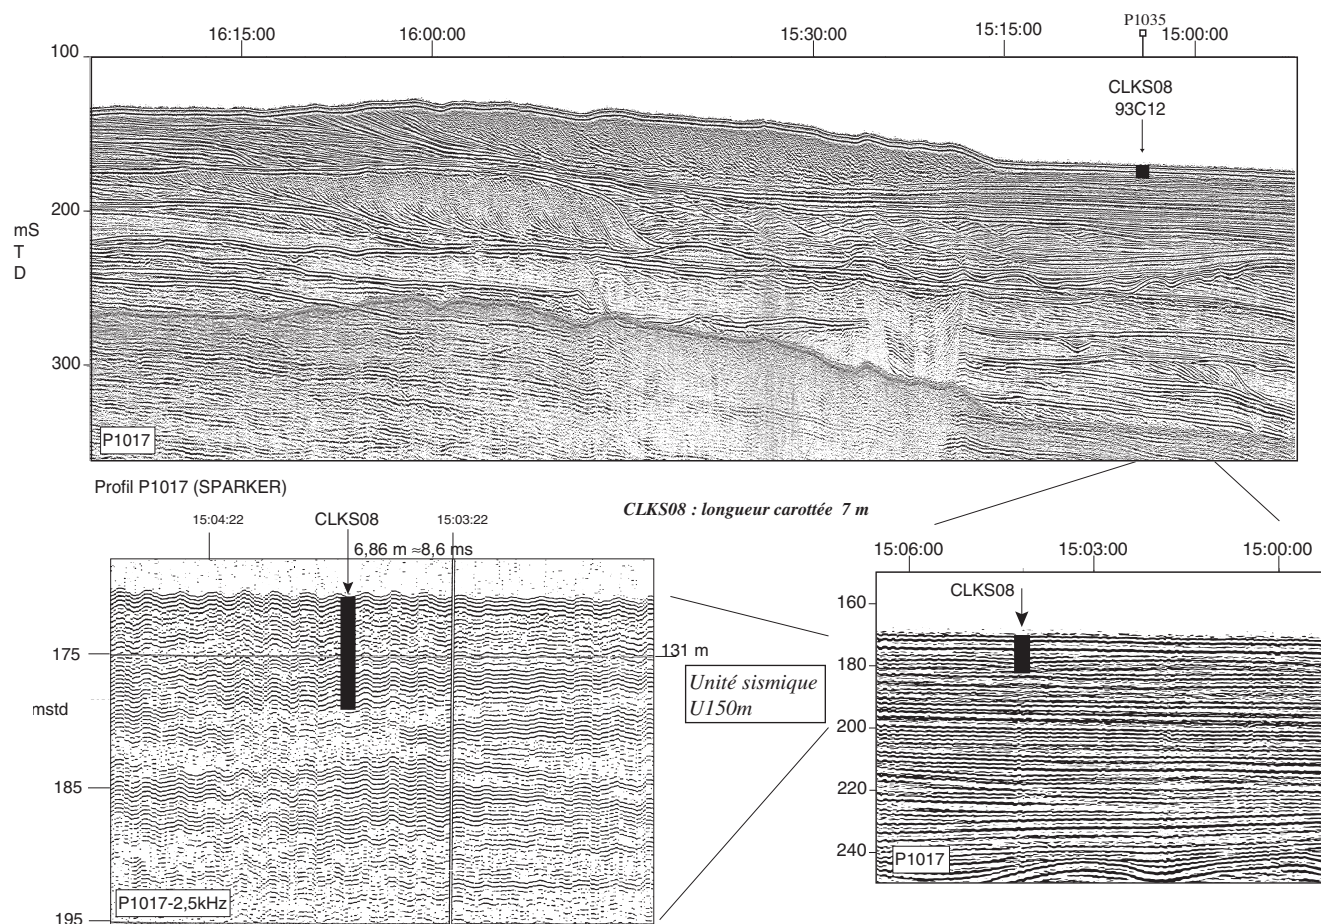 P1035
16:15:00 16:00:00 15:30:00 15:15:00 15:00:00
100
CLKS08
93C12
200
mS
T
D
300
P1017
Profil P1017 (SPARKER)
CLKS08 : longueur carottée 7 m
15:04:22 CLKS08 15:03:22
6,86 m ≈8,6 ms
175
131 m
mstd
185
195
P1017-2,5kHz
Unité sismique
U150m
15:06:00 15:03:00 15:00:00
CLKS08
160
180
200
220
240
P1017